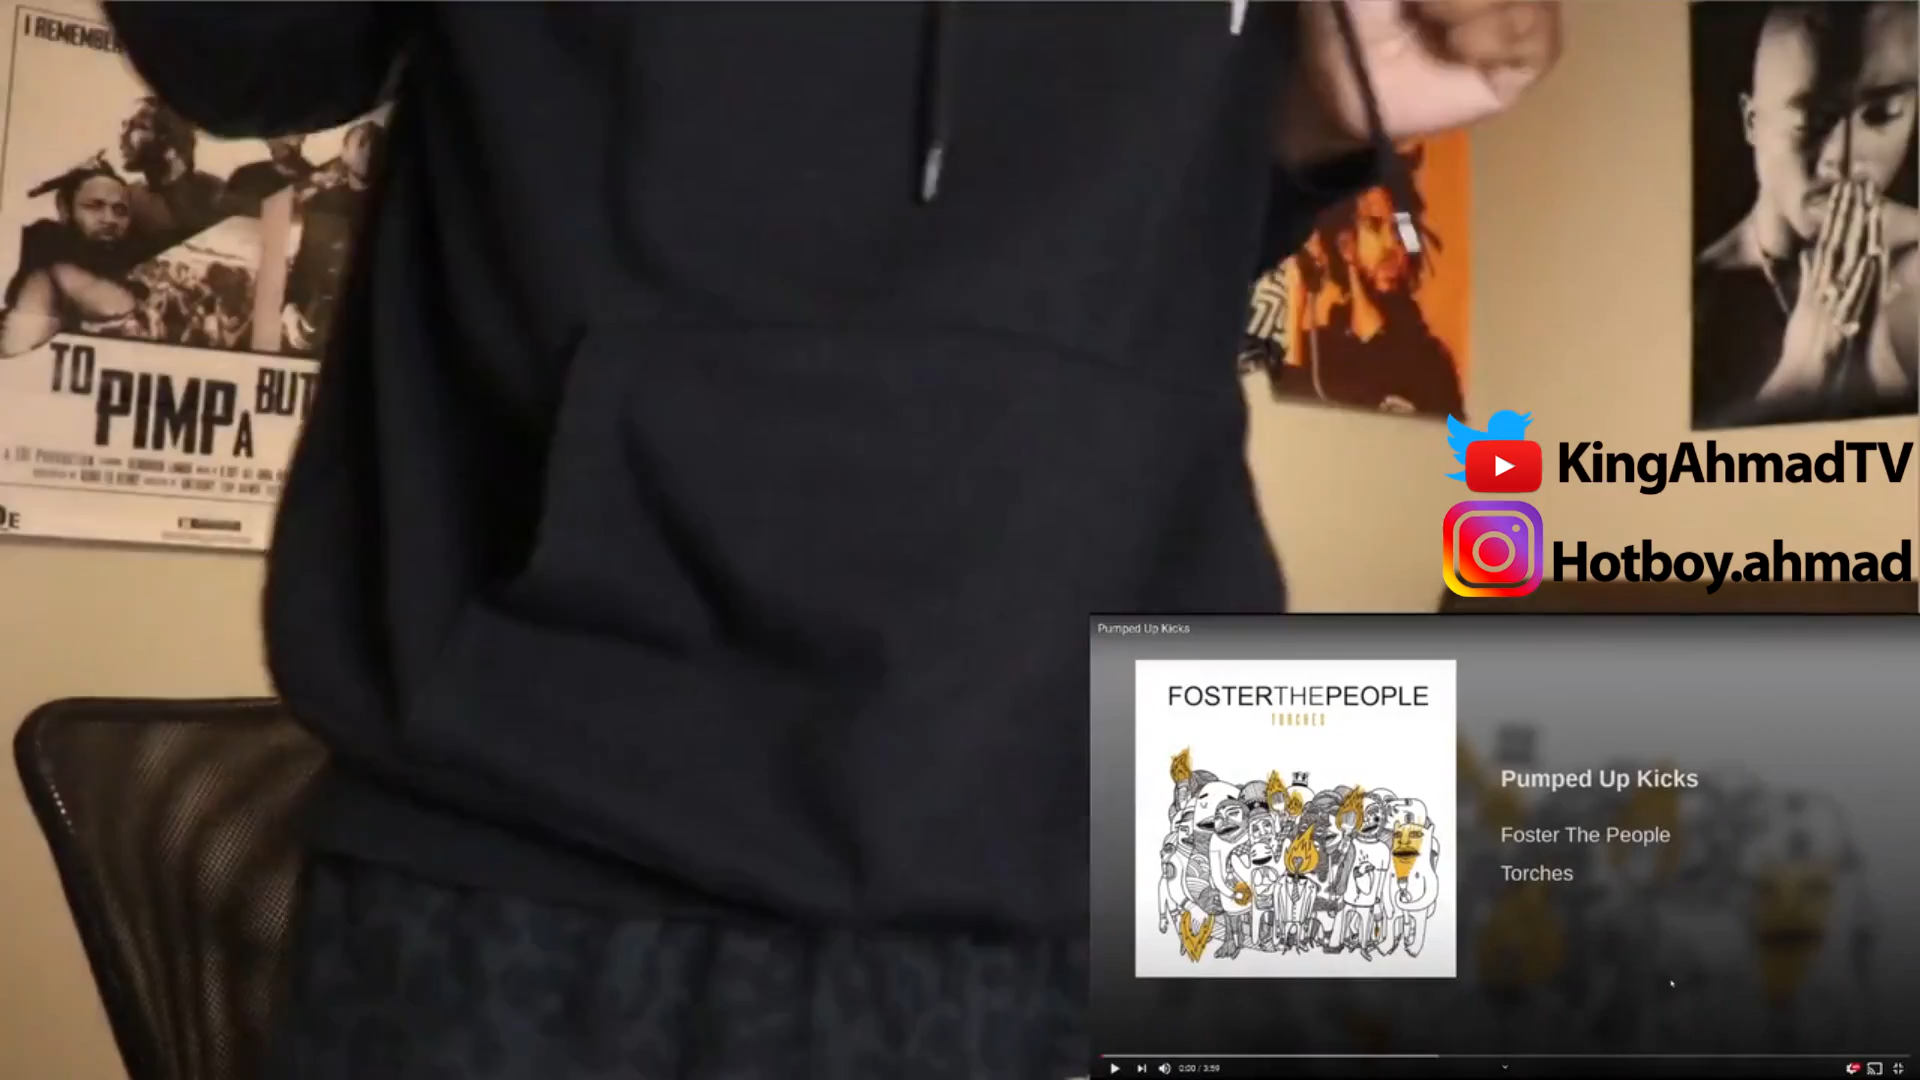 I REMEMBER
TO PIMP A BUT
KingAhmadTV
Hotboy.ahmad
Pumped Up Kicks
FOSTERTHEPEOPLE
TORCHES
Pumped Up Kicks
Foster The People
Torches
0:00 / 3:59